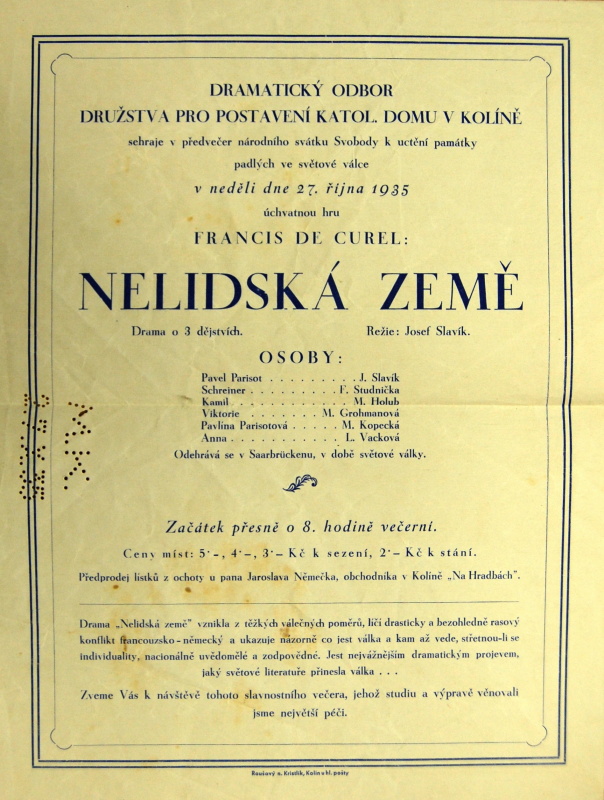 DRAMATICKÝ ODBOR
DRUŽSTVA PRO POSTAVENÍ KATOL. DOMU V KOLÍNĚ
sehraje v předvečer národního svátku Svobody k uctění památky
padlých ve světové válce
v neděli dne 27. října 1935
úchvatnou hru
FRANCIS DE CUREL:
NELIDSKÁ ZEMĚ
Drama o 3 dějstvích. Režie: Josef Slavík.
OSOBY:
Pavel Parisot . . . . . . . . . J. Slavík
Schreiner . . . . . . . . . F. Studnička
Kamil . . . . . . . . . . . . M. Holub
Viktorie . . . . . . . M. Grohmanová
Pavlína Parisotová . . . . . M. Kopecká
Anna . . . . . . . . . . . L. Vacková
Odehrává se v Saarbrückenu, v době světové války.
Začátek přesně o 8. hodině večerní.
Ceny míst: 5·–, 4·–, 3·– Kč k sezení, 2·– Kč k stání.
Předprodej lístků z ochoty u pana Jaroslava Němečka, obchodníka v Kolíně „Na Hradbách".
Drama „Nelidská země" vznikla z těžkých válečných poměrů, líčí drasticky a bezohledně rasový
konflikt francouzsko-německý a ukazuje názorně co jest válka a kam až vede, střetnou-li se
individuality, nacionálně uvědomělé a zodpovědné. Jest nejvážnějším dramatickým projevem,
jaký světové literatuře přinesla válka . . .
Zveme Vás k návštěvě tohoto slavnostního večera, jehož studiu a výpravě věnovali
jsme největší péči.